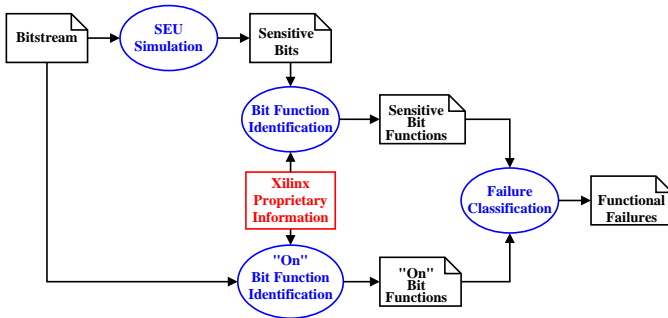 Bitstream
SEU
Simulation
Sensitive
Bits
Bit Function
Identification
Sensitive
Bit
Functions
Xilinx
Proprietary
Information
Failure
Classification
Functional
Failures
"On"
Bit Function
Identification
"On"
Bit
Functions